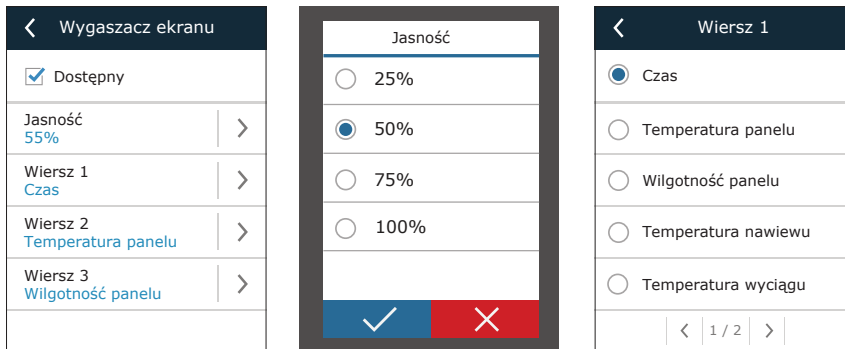 Wygaszacz ekranu
Dostępny
Jasność
55%
Wiersz 1
Czas
Wiersz 2
Temperatura panelu
Wiersz 3
Wilgotność panelu
Jasność
25%
50%
75%
100%
Wiersz 1
Czas
Temperatura panelu
Wilgotność panelu
Temperatura nawiewu
Temperatura wyciągu
1 / 2